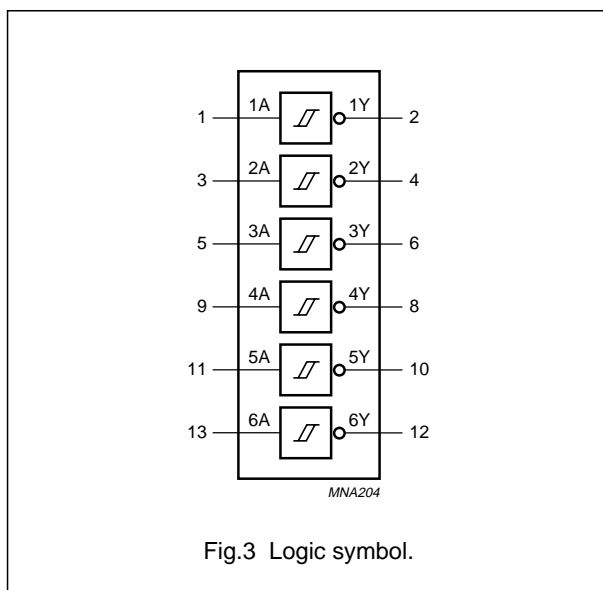 1 1A 1Y 2
3 2A 2Y 4
5 3A 3Y 6
9 4A 4Y 8
11 5A 5Y 10
13 6A 6Y 12
MNA204
Fig.3 Logic symbol.